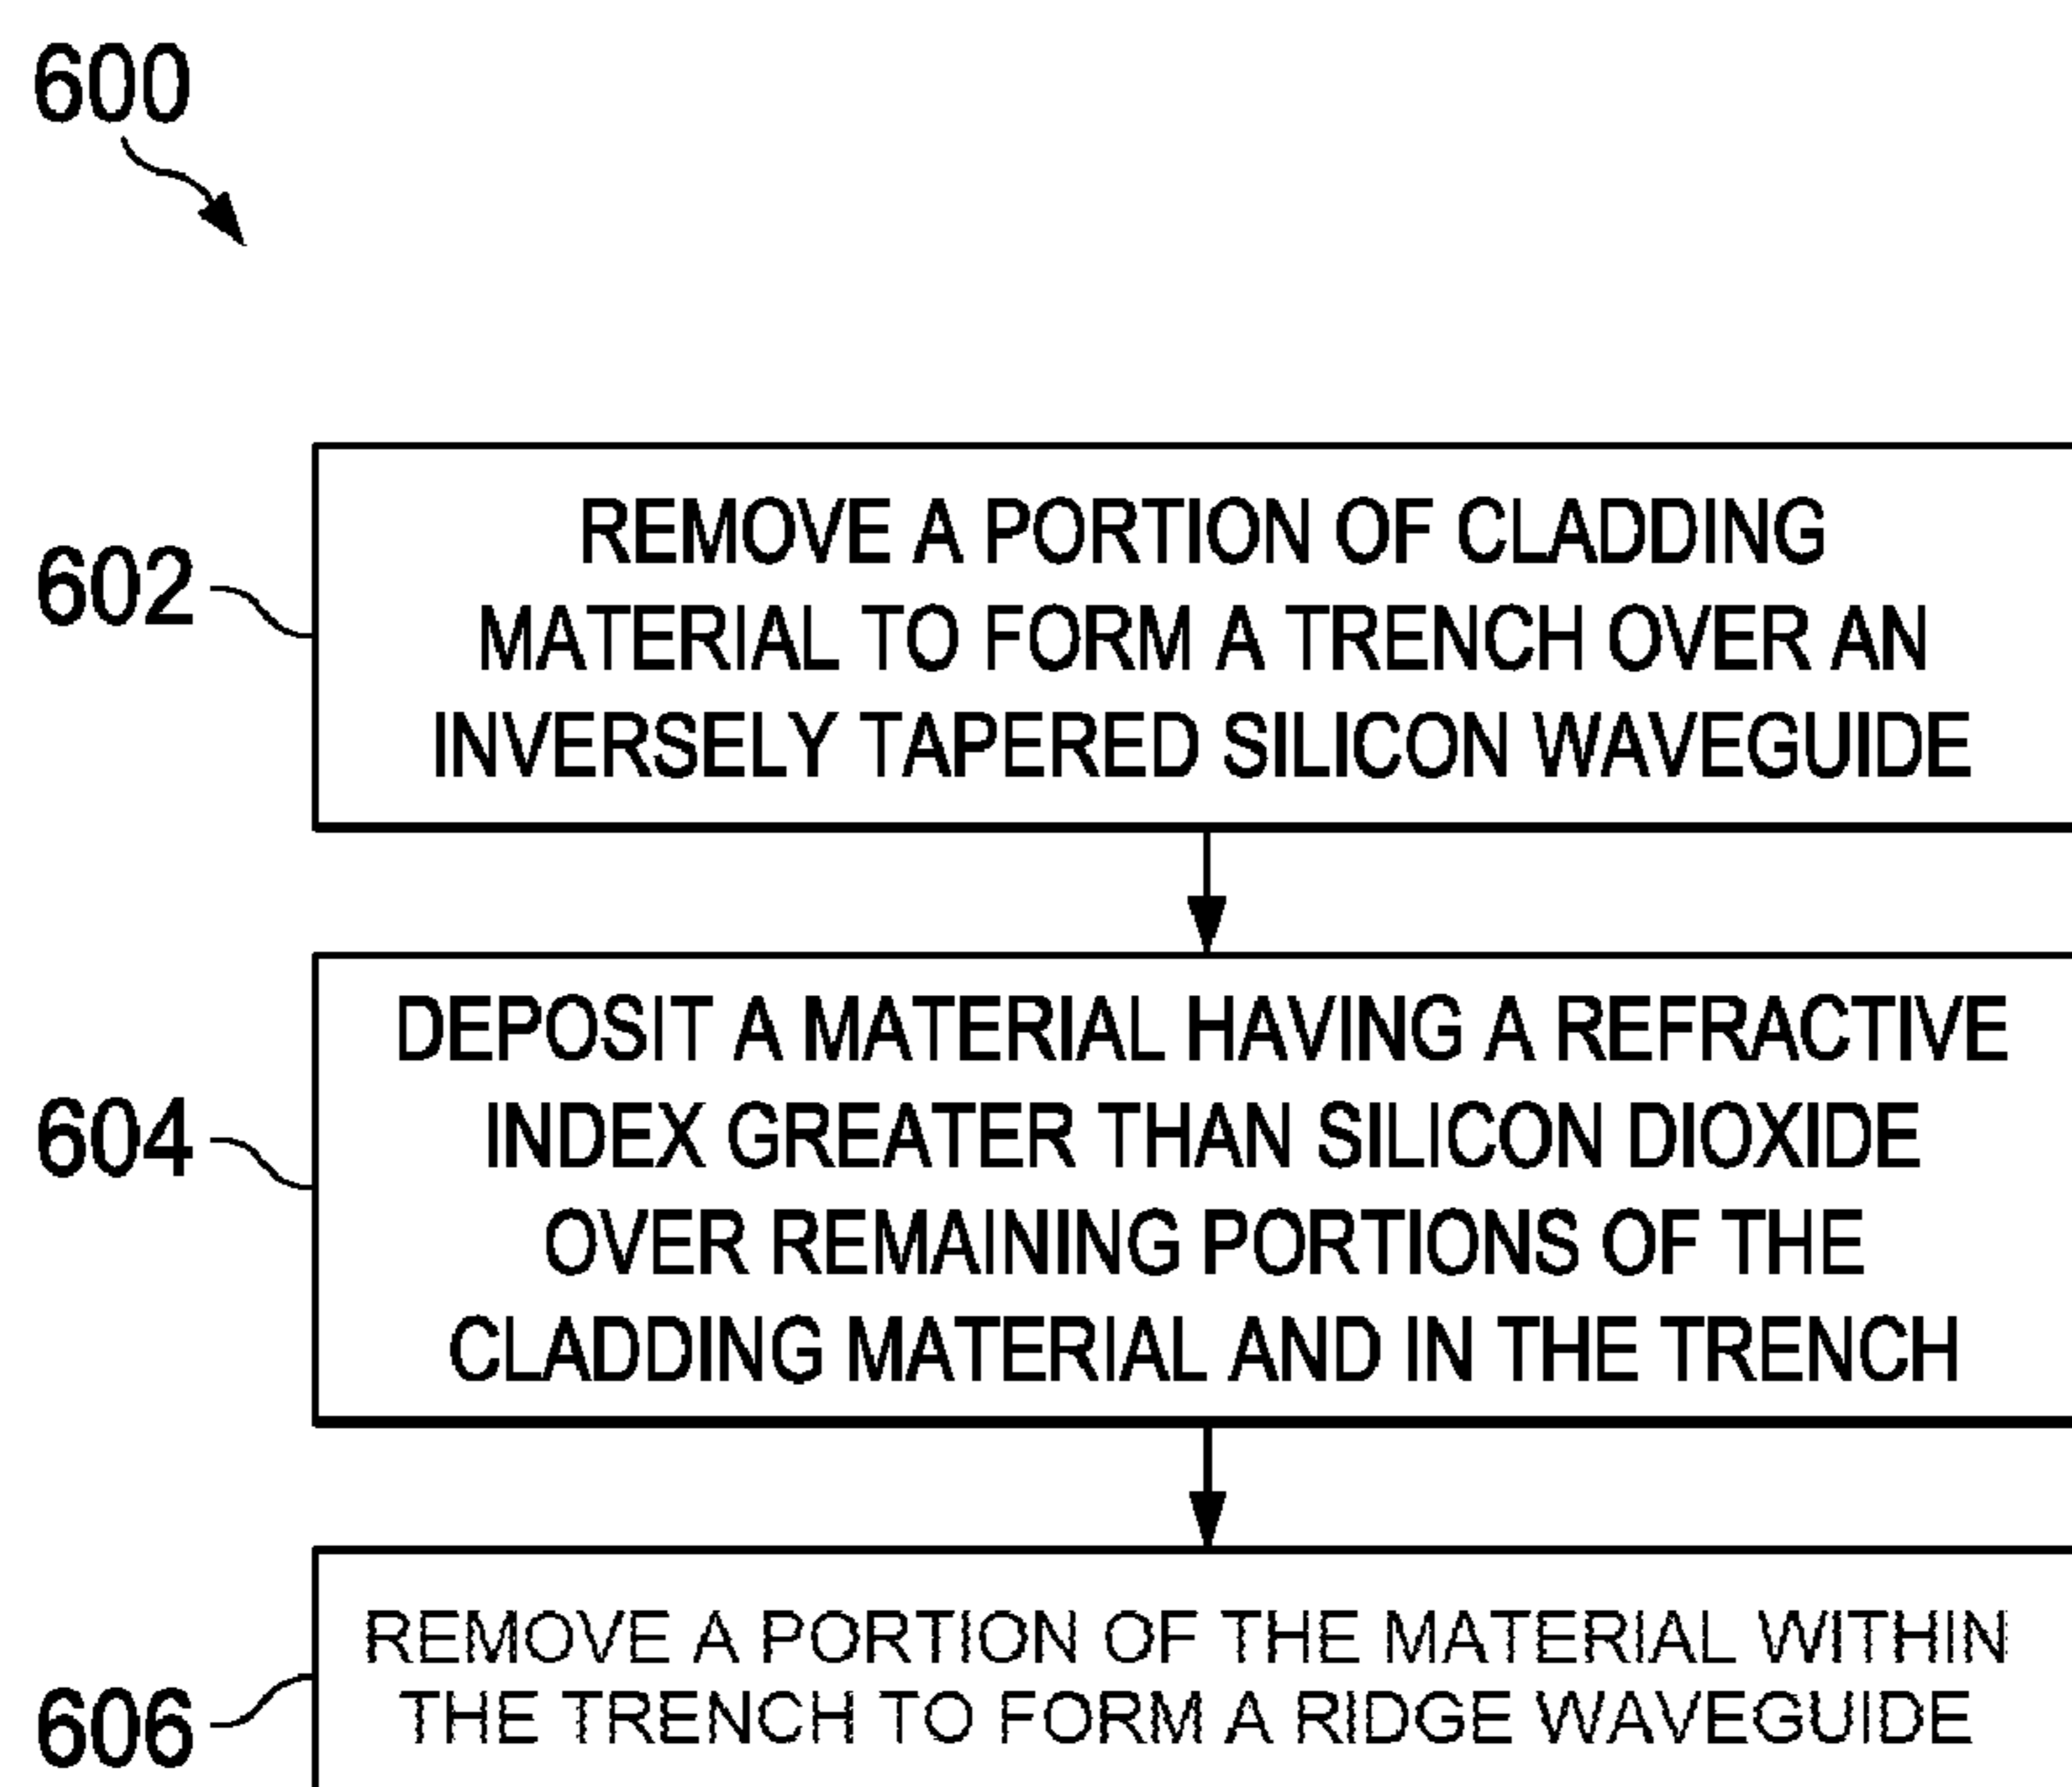 600
602
REMOVE A PORTION OF CLADDING
MATERIAL TO FORM A TRENCH OVER AN
INVERSELY TAPERED SILICON WAVEGUIDE
604
DEPOSIT A MATERIAL HAVING A REFRACTIVE
INDEX GREATER THAN SILICON DIOXIDE
OVER REMAINING PORTIONS OF THE
CLADDING MATERIAL AND IN THE TRENCH
606
REMOVE A PORTION OF THE MATERIAL WITHIN
THE TRENCH TO FORM A RIDGE WAVEGUIDE